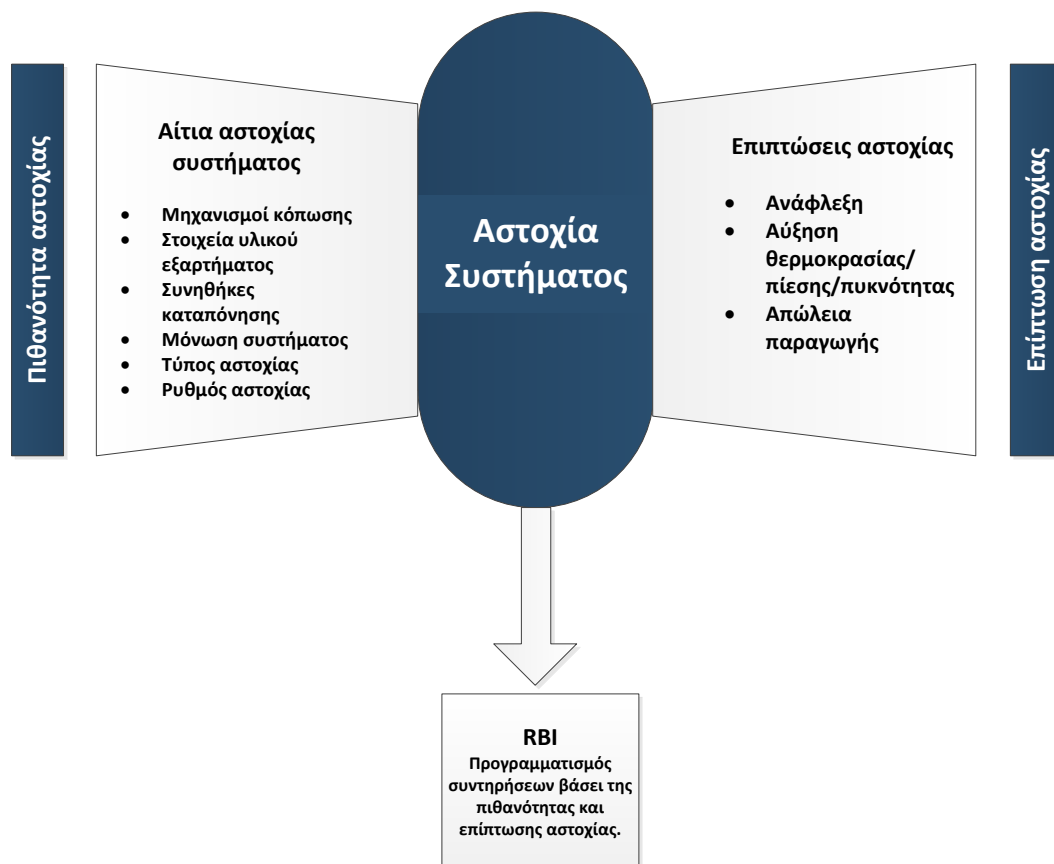 Πιθανότητα αστοχίας
Αίτια αστοχίας
συστήματος
• Μηχανισμοί κόπωσης
• Στοιχεία υλικού
εξαρτήματος
• Συνηθήκες
καταπόνησης
• Μόνωση συστήματος
• Τύπος αστοχίας
• Ρυθμός αστοχίας
Αστοχία
Συστήματος
Επιπτώσεις αστοχίας
• Ανάφλεξη
• Αύξηση
θερμοκρασίας/
πίεσης/πυκνότητας
• Απώλεια
παραγωγής
Επίπτωση αστοχίας
RBI
Προγραμματισμός
συντηρήσεων βάσει της
πιθανότητας και
επίπτωσης αστοχίας.